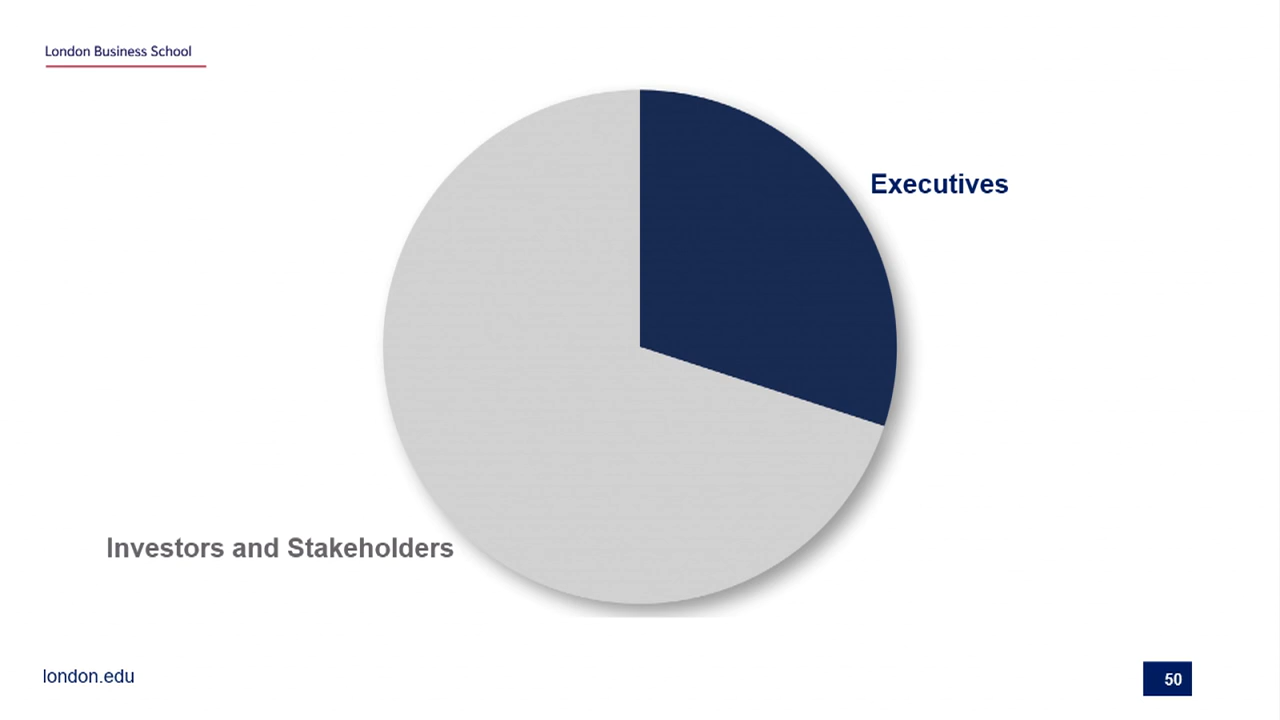 London Business School
Executives
Investors and Stakeholders
london.edu
50